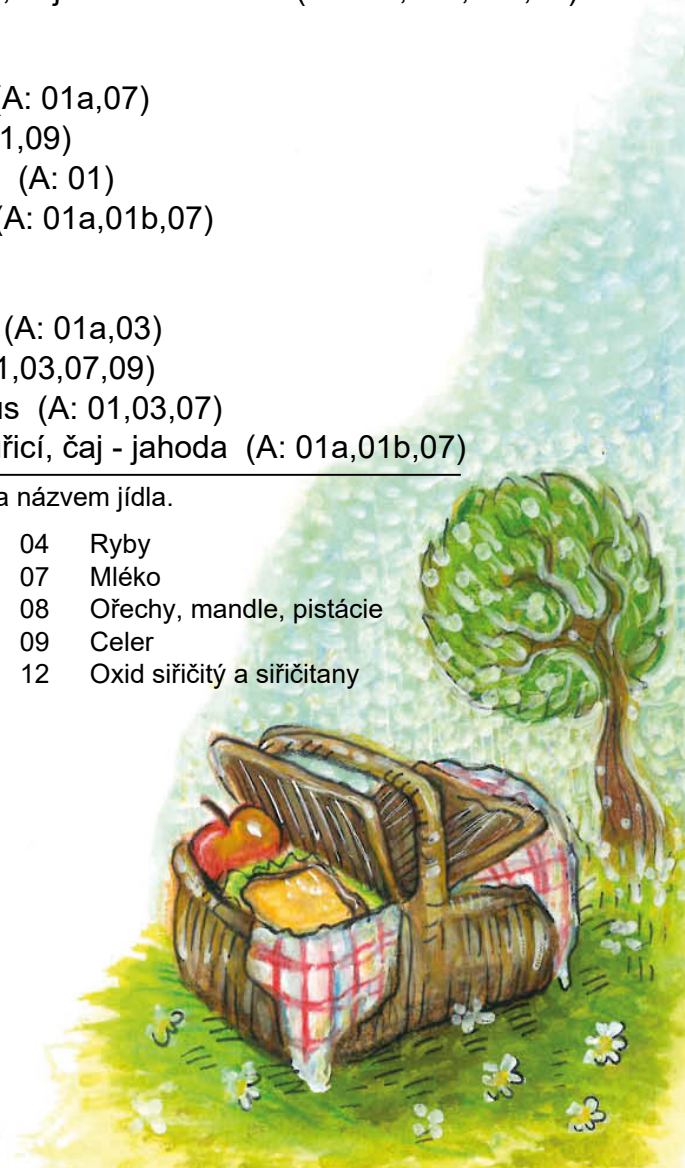 (A: 01a,07)
1,09)
(A: 01)
(A: 01a,01b,07)
(A: 01a,03)
1,03,07,09)
us (A: 01,03,07)
uřicí, čaj - jahoda (A: 01a,01b,07)
a názvem jídla.
04 Ryby
07 Mléko
08 Ořechy, mandle, pistácie
09 Celer
12 Oxid siřičitý a siřičitany